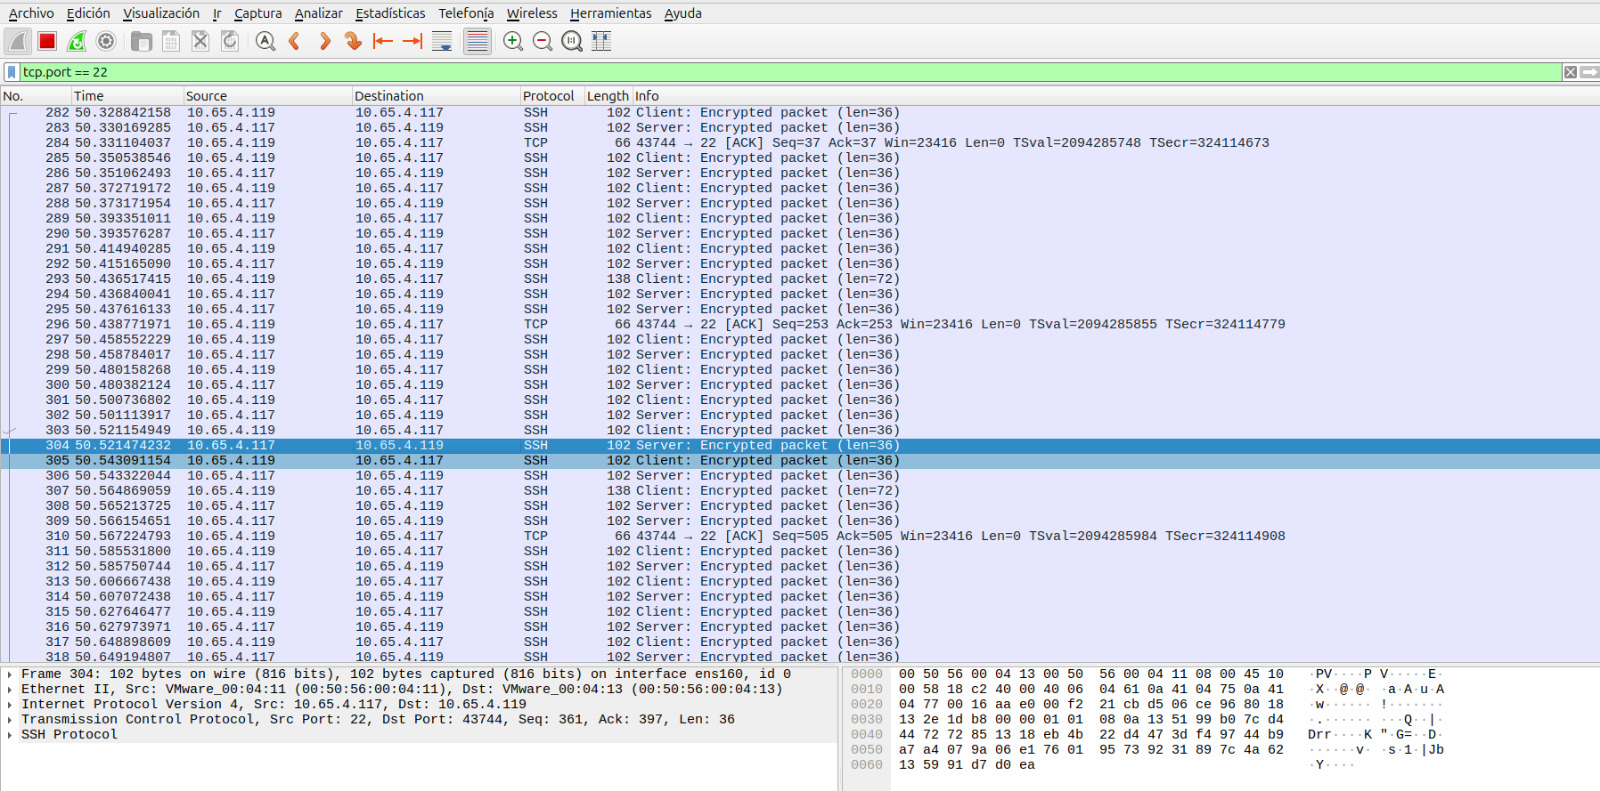 Archivo Edición Visualización Ir Captura Analizar Estadísticas Telefonía Wireless Herramientas Ayuda
tcp.port == 22
No. Time Source Destination Protocol Length Info
282 50.328842158 10.65.4.119 10.65.4.117 SSH 102 Client: Encrypted packet (len=36)
283 50.330169285 10.65.4.117 10.65.4.119 SSH 102 Server: Encrypted packet (len=36)
284 50.331104037 10.65.4.119 10.65.4.117 TCP 66 43744 → 22 [ACK] Seq=37 Ack=37 Win=23416 Len=0 TSval=2094285748 TSecr=324114673
285 50.350538546 10.65.4.119 10.65.4.117 SSH 102 Client: Encrypted packet (len=36)
286 50.351062493 10.65.4.117 10.65.4.119 SSH 102 Server: Encrypted packet (len=36)
287 50.372719172 10.65.4.119 10.65.4.117 SSH 102 Client: Encrypted packet (len=36)
288 50.373171954 10.65.4.117 10.65.4.119 SSH 102 Server: Encrypted packet (len=36)
289 50.393351011 10.65.4.119 10.65.4.117 SSH 102 Client: Encrypted packet (len=36)
290 50.393576287 10.65.4.117 10.65.4.119 SSH 102 Server: Encrypted packet (len=36)
291 50.414940285 10.65.4.119 10.65.4.117 SSH 102 Client: Encrypted packet (len=36)
292 50.415165090 10.65.4.117 10.65.4.119 SSH 102 Server: Encrypted packet (len=36)
293 50.436517415 10.65.4.119 10.65.4.117 SSH 138 Client: Encrypted packet (len=72)
294 50.436840041 10.65.4.117 10.65.4.119 SSH 102 Server: Encrypted packet (len=36)
295 50.437616133 10.65.4.117 10.65.4.119 SSH 102 Server: Encrypted packet (len=36)
296 50.438771971 10.65.4.119 10.65.4.117 TCP 66 43744 → 22 [ACK] Seq=253 Ack=253 Win=23416 Len=0 TSval=2094285855 TSecr=324114779
297 50.458552229 10.65.4.119 10.65.4.117 SSH 102 Client: Encrypted packet (len=36)
298 50.458784017 10.65.4.117 10.65.4.119 SSH 102 Server: Encrypted packet (len=36)
299 50.480158268 10.65.4.119 10.65.4.117 SSH 102 Client: Encrypted packet (len=36)
300 50.480382124 10.65.4.117 10.65.4.119 SSH 102 Server: Encrypted packet (len=36)
301 50.500736802 10.65.4.119 10.65.4.117 SSH 102 Client: Encrypted packet (len=36)
302 50.501113917 10.65.4.117 10.65.4.119 SSH 102 Server: Encrypted packet (len=36)
303 50.521154949 10.65.4.119 10.65.4.117 SSH 102 Client: Encrypted packet (len=36)
304 50.521474232 10.65.4.117 10.65.4.119 SSH 102 Server: Encrypted packet (len=36)
305 50.543091154 10.65.4.119 10.65.4.117 SSH 102 Client: Encrypted packet (len=36)
306 50.543322044 10.65.4.117 10.65.4.119 SSH 102 Server: Encrypted packet (len=36)
307 50.564869059 10.65.4.119 10.65.4.117 SSH 138 Client: Encrypted packet (len=72)
308 50.565213725 10.65.4.117 10.65.4.119 SSH 102 Server: Encrypted packet (len=36)
309 50.566154651 10.65.4.117 10.65.4.119 SSH 102 Server: Encrypted packet (len=36)
310 50.567224793 10.65.4.119 10.65.4.117 TCP 66 43744 → 22 [ACK] Seq=505 Ack=505 Win=23416 Len=0 TSval=2094285984 TSecr=324114908
311 50.585531800 10.65.4.119 10.65.4.117 SSH 102 Client: Encrypted packet (len=36)
312 50.585750744 10.65.4.117 10.65.4.119 SSH 102 Server: Encrypted packet (len=36)
313 50.606667438 10.65.4.119 10.65.4.117 SSH 102 Client: Encrypted packet (len=36)
314 50.607072438 10.65.4.117 10.65.4.119 SSH 102 Server: Encrypted packet (len=36)
315 50.627646477 10.65.4.119 10.65.4.117 SSH 102 Client: Encrypted packet (len=36)
316 50.627973971 10.65.4.117 10.65.4.119 SSH 102 Server: Encrypted packet (len=36)
317 50.648898609 10.65.4.119 10.65.4.117 SSH 102 Client: Encrypted packet (len=36)
318 50.649194807 10.65.4.117 10.65.4.119 SSH 102 Server: Encrypted packet (len=36)
Frame 304: 102 bytes on wire (816 bits), 102 bytes captured (816 bits) on interface ens160, id 0
Ethernet II, Src: VMware_00:04:11 (00:50:56:00:04:11), Dst: VMware_00:04:13 (00:50:56:00:04:13)
Internet Protocol Version 4, Src: 10.65.4.117, Dst: 10.65.4.119
Transmission Control Protocol, Src Port: 22, Dst Port: 43744, Seq: 361, Ack: 397, Len: 36
SSH Protocol
0000 00 50 56 00 04 13 00 50 56 00 04 11 08 00 45 10 ·PV····P V·····E·
0010 00 58 18 c2 40 00 40 06 04 61 0a 41 04 75 0a 41 ·X··@·@· ·a·A·u·A
0020 04 77 00 16 aa e0 00 f2 21 cb d5 06 ce 96 80 18 ·w······ !·······
0030 13 2e 1d b8 00 00 01 01 08 0a 13 51 99 b0 7c d4 ·.······ ···Q··|·
0040 44 72 72 85 13 18 eb 4b 22 d4 47 3d f4 97 44 b9 Drr····K "·G=··D·
0050 a7 a4 07 9a 06 e1 76 01 95 73 92 31 89 7c 4a 62 ······v· ·s·1·|Jb
0060 13 59 91 d7 d0 ea ·Y····